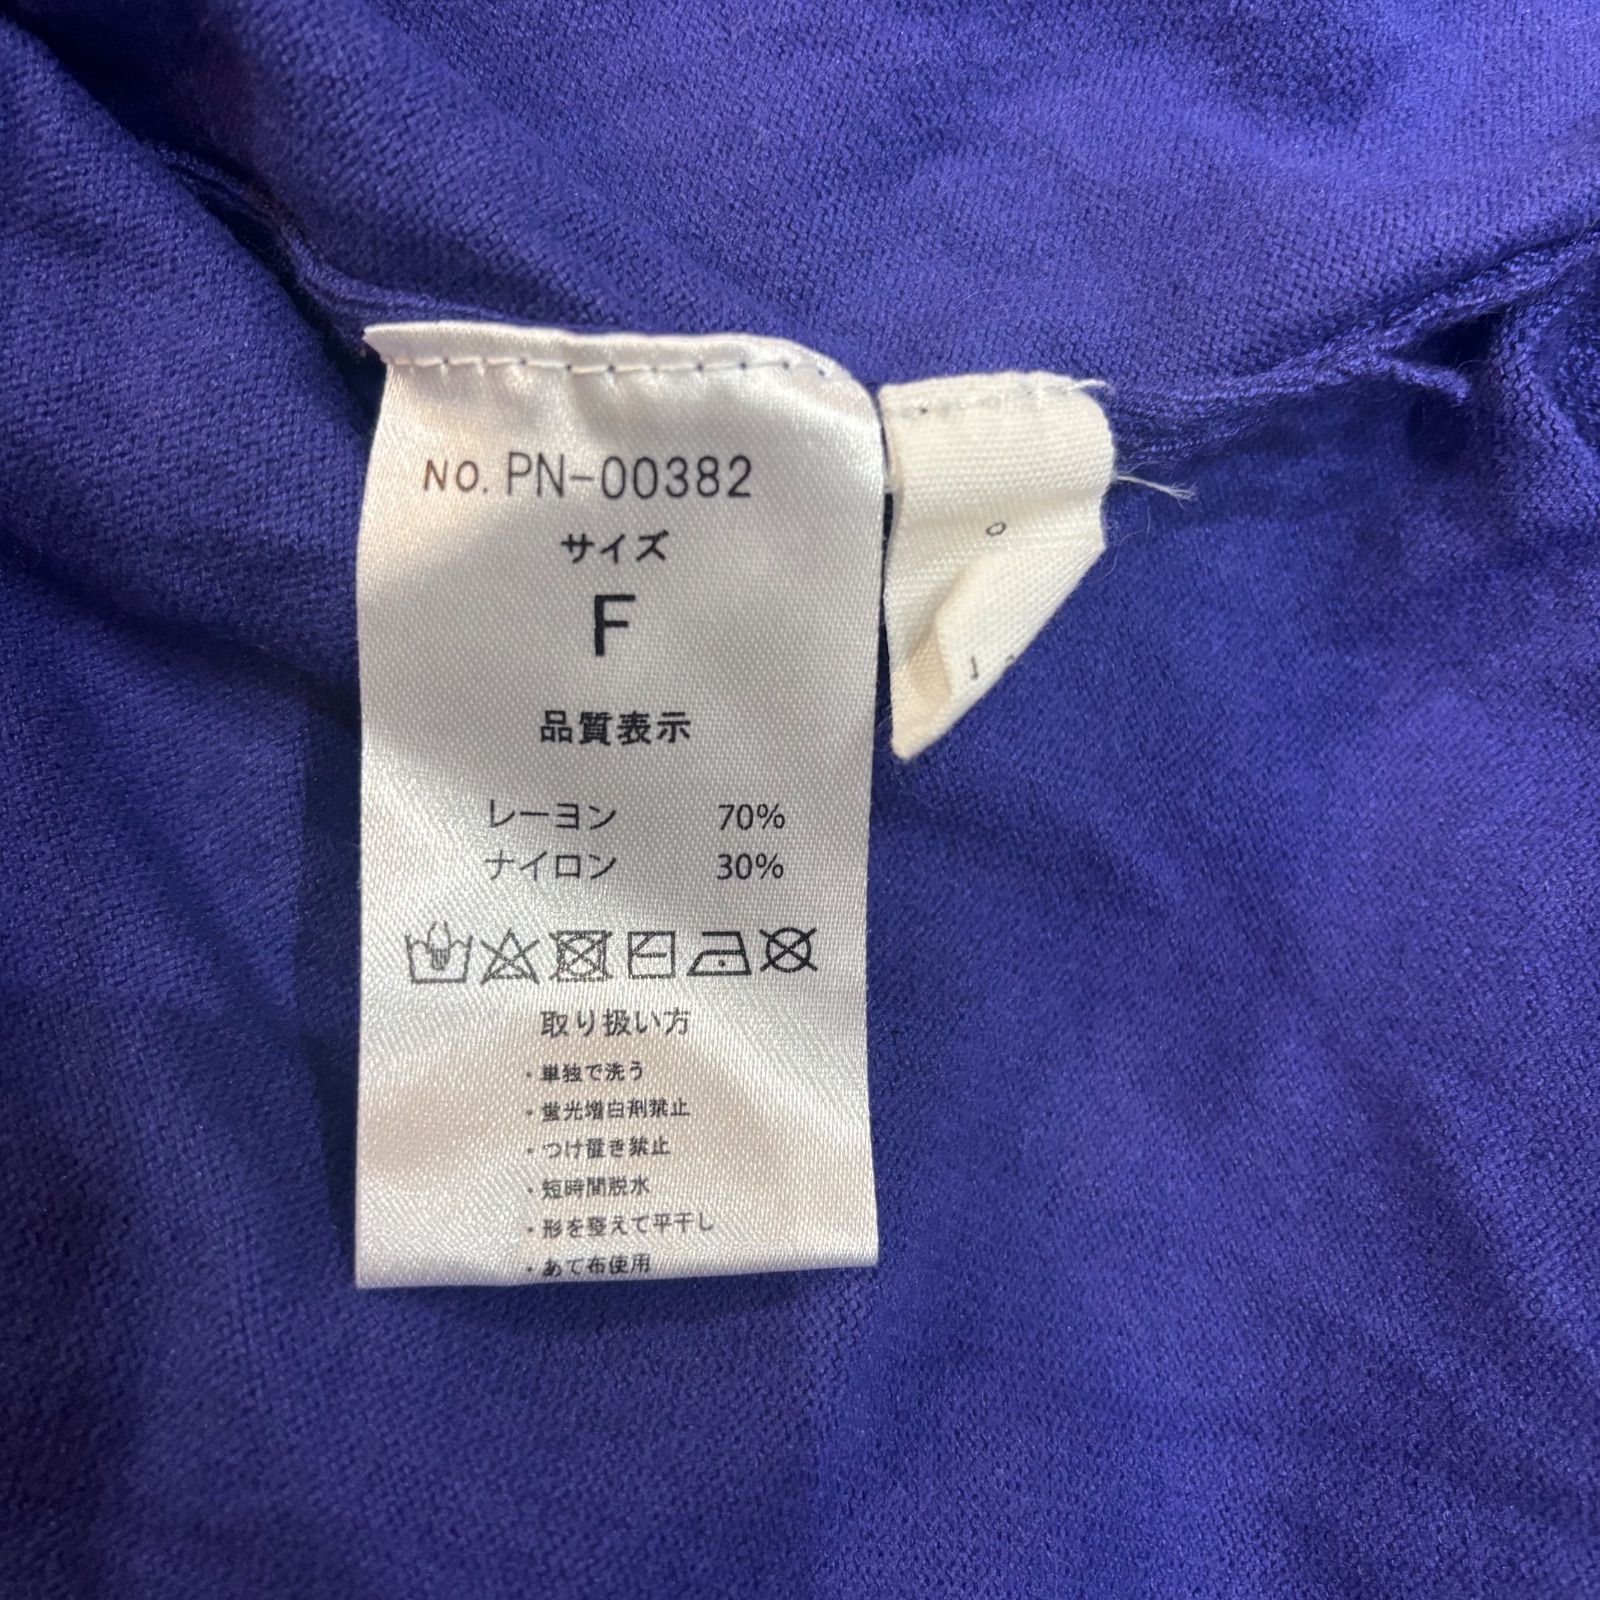 NO. PN-00382
サイズ
F
品質表示
レーヨン 70%
ナイロン 30%
取り扱い方
・単独で洗う
・蛍光増白剤禁止
・つけ置き禁止
・短時間脱水
・形を整えて平干し
・あて布使用